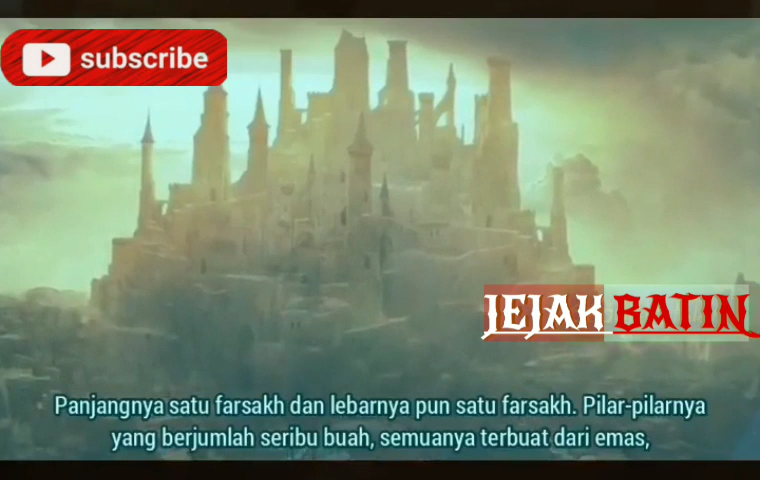 subscribe
JEJAK BATIN
Panjangnya satu farsakh dan lebarnya pun satu farsakh. Pilar-pilarnya
yang berjumlah seribu buah, semuanya terbuat dari emas,